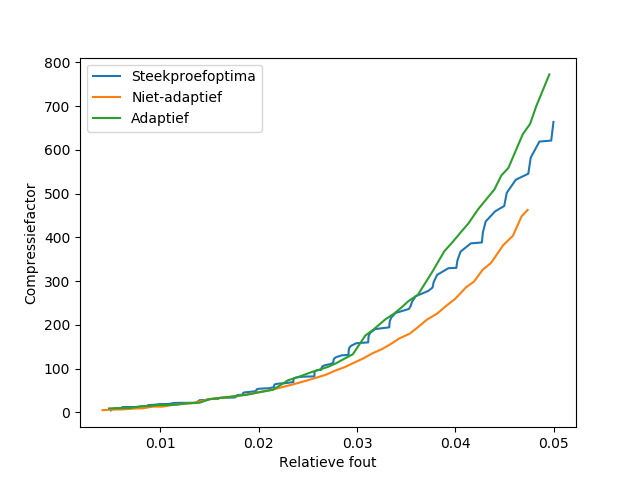 800
700
600
500
400
300
200
100
0
Compressiefactor
Steekproefoptima
Niet-adaptief
Adaptief
0.01
0.02
0.03
0.04
0.05
Relatieve fout